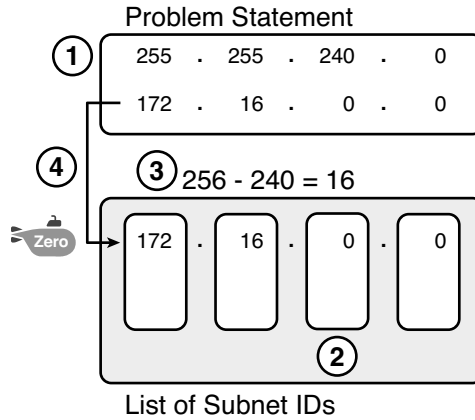 Problem Statement
1 255 . 255 . 240 . 0
172 . 16 . 0 . 0
4
3 256 - 240 = 16
Zero 172 . 16 . 0 . 0
2
List of Subnet IDs